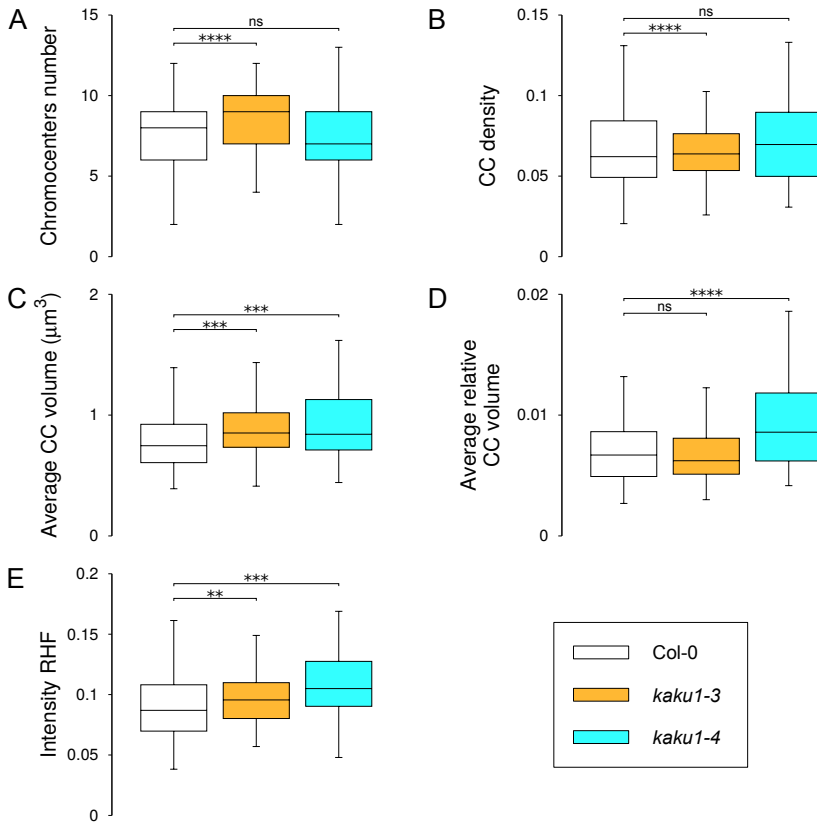 A
Chromocenters number
15
10
5
0
ns
****
B
CC density
0.15
0.1
0.05
0
ns
****
C
Average CC volume (μm³)
2
1
0
***
***
D
Average relative
CC volume
0.02
0.01
0
****
ns
E
Intensity RHF
0.2
0.15
0.1
0.05
0
***
**
Col-0
kaku1-3
kaku1-4